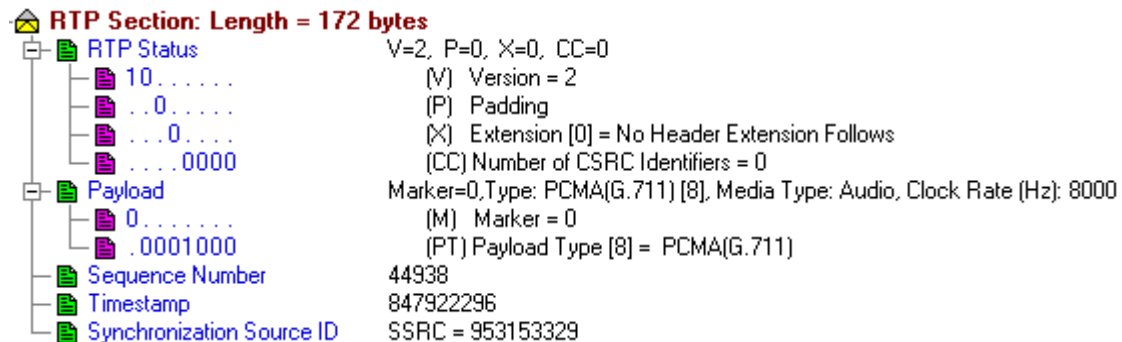 RTP Section: Length = 172 bytes
RTP Status V=2, P=0, X=0, CC=0
10...... (V) Version = 2
..0..... (P) Padding
...0.... (X) Extension [0] = No Header Extension Follows
....0000 (CC) Number of CSRC Identifiers = 0
Payload Marker=0,Type: PCMA(G.711) [8], Media Type: Audio, Clock Rate (Hz): 8000
0....... (M) Marker = 0
.0001000 (PT) Payload Type [8] = PCMA(G.711)
Sequence Number 44938
Timestamp 847922296
Synchronization Source ID SSRC = 953153329